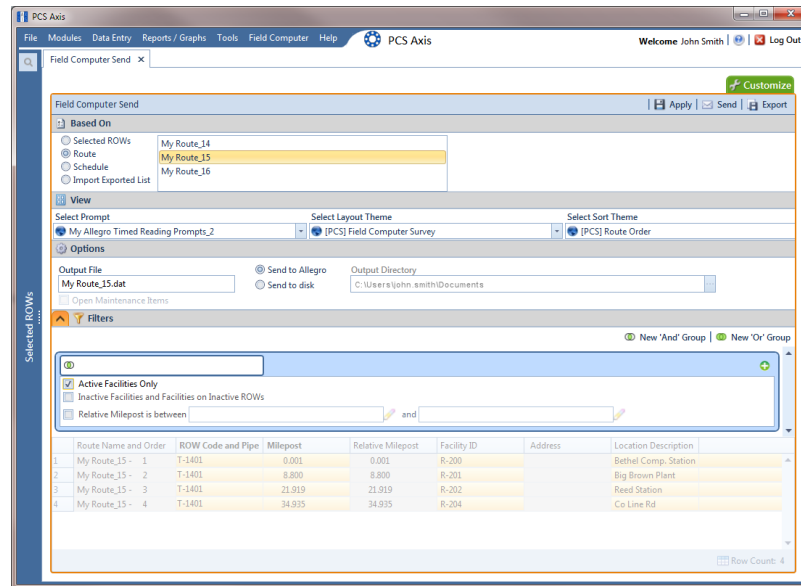 PCS Axis
File Modules Data Entry Reports / Graphs Tools Field Computer Help PCS Axis Welcome John Smith | Log Out
Field Computer Send X
Customize
Field Computer Send Apply | Send | Export
Based On
Selected ROWs
Route
Schedule
Import Exported List
My Route_14
My Route_15
My Route_16
View
Select Prompt Select Layout Theme Select Sort Theme
My Allegro Timed Reading Prompts_2 [PCS] Field Computer Survey [PCS] Route Order
Options
Output File Send to Allegro Output Directory
My Route_15.dat Send to disk C:\Users\john.smith\Documents
Open Maintenance Items
Selected ROWs
Filters
New 'And' Group | New 'Or' Group
Active Facilities Only
Inactive Facilities and Facilities on Inactive ROWs
Relative Milepost is between and
Route Name and Order ROW Code and Pipe Milepost Relative Milepost Facility ID Address Location Description
1 My Route_15 - 1 T-1401 0.001 0.001 R-200 Bethel Comp. Station
2 My Route_15 - 2 T-1401 8.800 8.800 R-201 Big Brown Plant
3 My Route_15 - 3 T-1401 21.919 21.919 R-202 Reed Station
4 My Route_15 - 4 T-1401 34.935 34.935 R-204 Co Line Rd
Row Count: 4